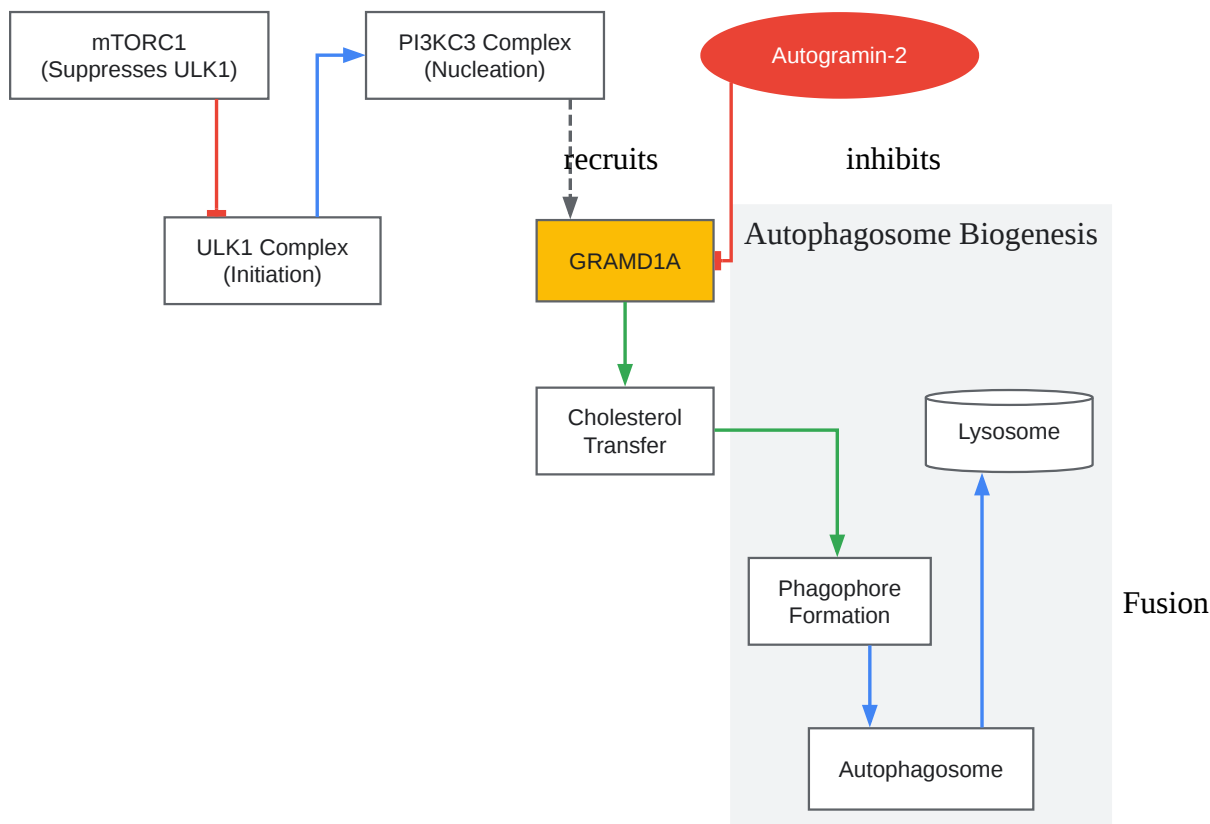 mTORC1
(Suppresses ULK1)
PI3KC3 Complex
(Nucleation)
Autogramin-2
recruits
inhibits
ULK1 Complex
(Initiation)
GRAMD1A
Autophagosome Biogenesis
Cholesterol
Transfer
Lysosome
Phagophore
Formation
Fusion
Autophagosome